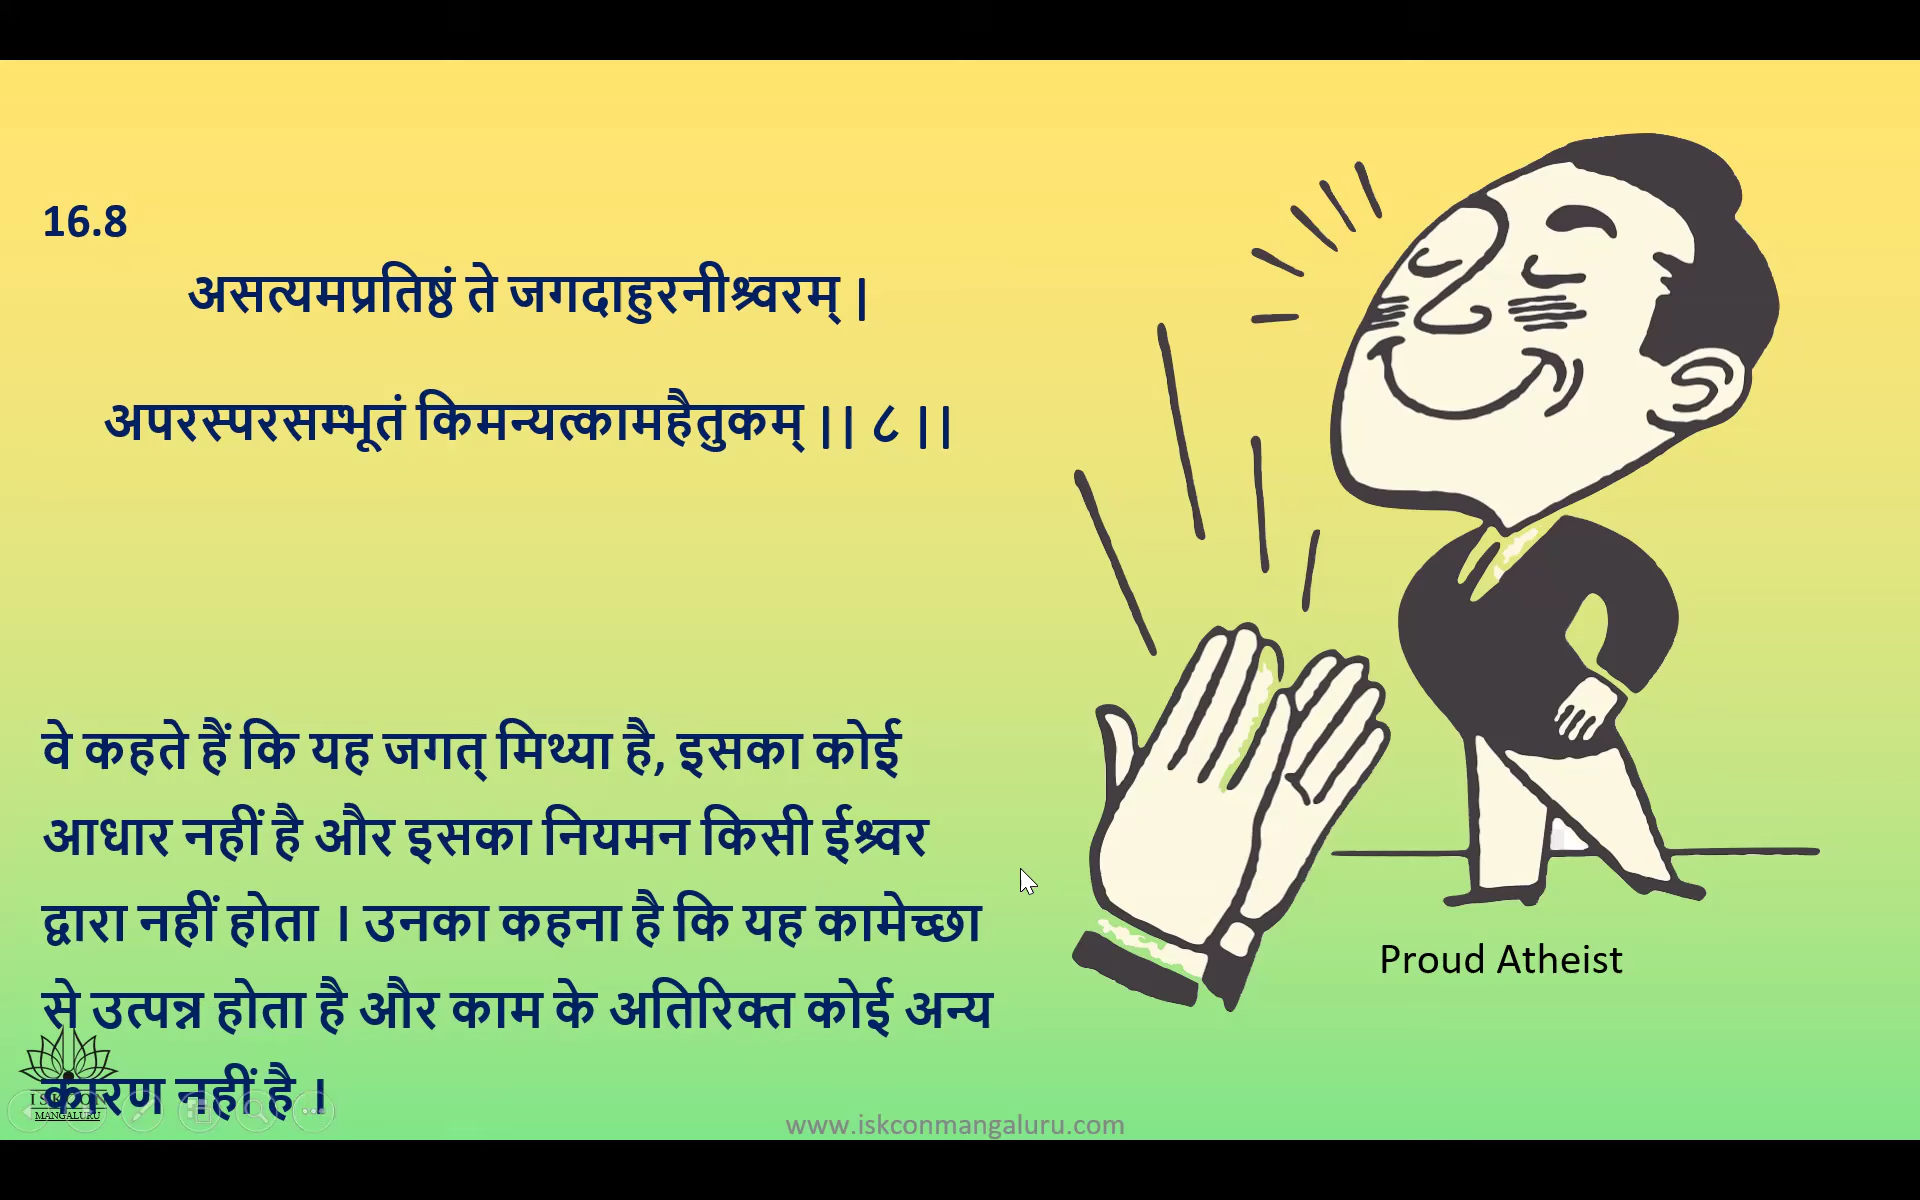 16.8
असत्यमप्रतिष्ठं ते जगदाहुरनीश्र्वरम् |
अपरस्परसम्भूतं किमन्यत्कामहैतुकम् || ८ ||
वे कहते हैं कि यह जगत् मिथ्या है, इसका कोई
आधार नहीं है और इसका नियमन किसी ईश्र्वर
द्वारा नहीं होता । उनका कहना है कि यह कामेच्छा
से उत्पन्न होता है और काम के अतिरिक्त कोई अन्य
कारण नहीं है ।
Proud Atheist
ISKCON
MANGALURU
www.iskconmangaluru.com